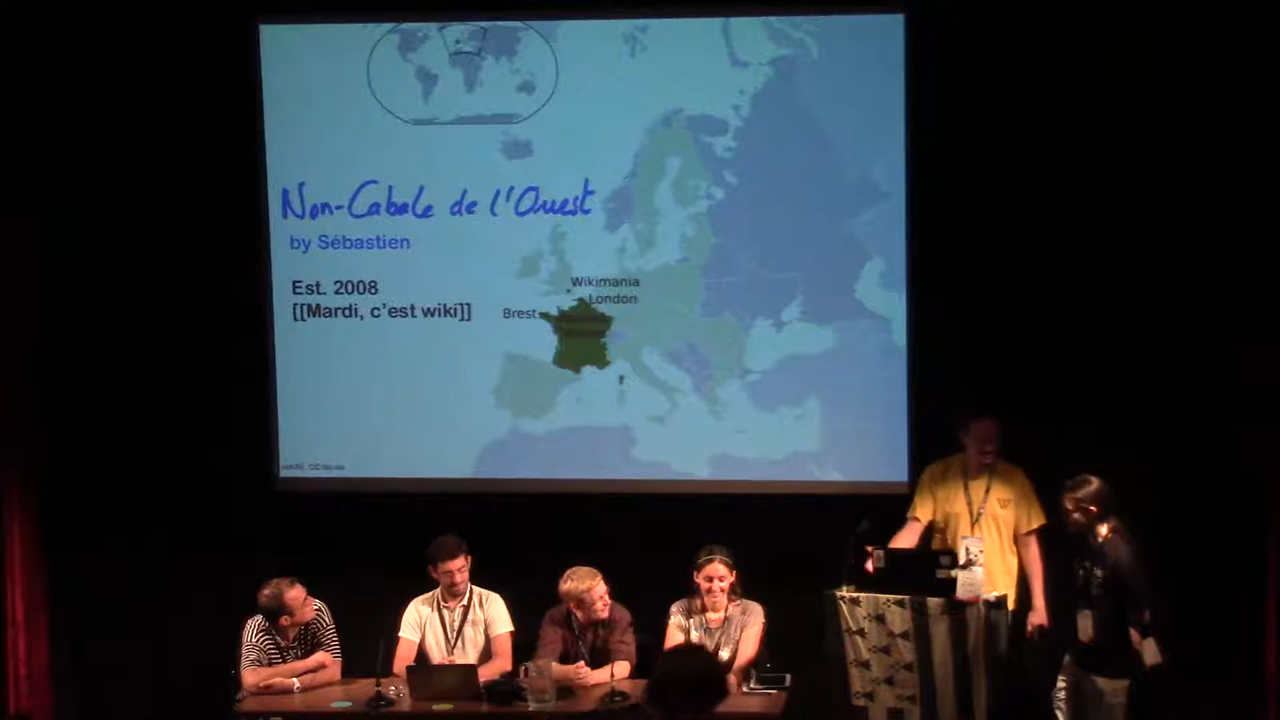 Non-Cabale de l'Ouest
by Sébastien
Est. 2008
[[Mardi, c'est wiki]]
Wikimania
London
Brest
W